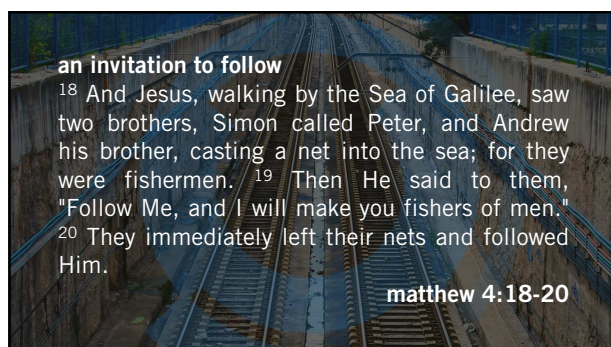 an invitation to follow
18 And Jesus, walking by the Sea of Galilee, saw
two brothers, Simon called Peter, and Andrew
his brother, casting a net into the sea; for they
were fishermen. 19 Then He said to them,
"Follow Me, and I will make you fishers of men."
20 They immediately left their nets and followed
Him.
matthew 4:18-20